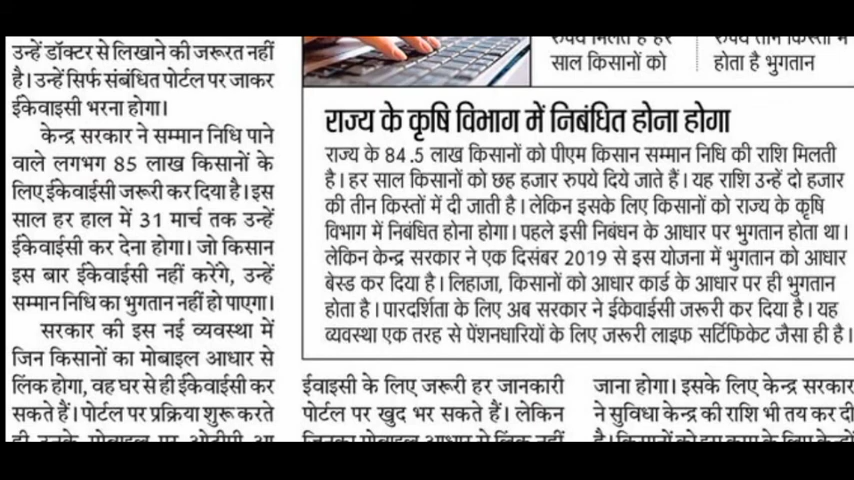 उन्हें डॉक्टर से लिखाने की जरूरत नहीं
है। उन्हें सिर्फ संबंधित पोर्टल पर जाकर
ईकेवाइसी भरना होगा।
केन्द्र सरकार ने सम्मान निधि पाने
वाले लगभग 85 लाख किसानों के
लिए ईकेवाईसी जरूरी कर दिया है। इस
साल हर हाल में 31 मार्च तक उन्हें
ईकेवाईसी कर देना होगा। जो किसान
इस बार ईकेवाईसी नहीं करेंगे, उन्हें
सम्मान निधि का भुगतान नहीं हो पाएगा।
सरकार की इस नई व्यवस्था में
जिन किसानों का मोबाइल आधार से
लिंक होगा, वह घर से ही ईकेवाईसी कर
सकते हैं। पोर्टल पर प्रक्रिया शुरू करते
साल किसानों को
होता है भुगतान
राज्य के कृषि विभाग में निबंधित होना होगा
राज्य के 84.5 लाख किसानों को पीएम किसान सम्मान निधि की राशि मिलती
है। हर साल किसानों को छह हजार रुपये दिये जाते हैं। यह राशि उन्हें दो हजार
की तीन किस्तों में दी जाती है। लेकिन इसके लिए किसानों को राज्य के कृषि
विभाग में निबंधित होना होगा। पहले इसी निबंधन के आधार पर भुगतान होता था।
लेकिन केन्द्र सरकार ने एक दिसंबर 2019 से इस योजना में भुगतान को आधार
बेस्ड कर दिया है। लिहाजा, किसानों को आधार कार्ड के आधार पर ही भुगतान
होता है। पारदर्शिता के लिए अब सरकार ने ईकेवाईसी जरूरी कर दिया है। यह
व्यवस्था एक तरह से पेंशनधारियों के लिए जरूरी लाइफ सर्टिफिकेट जैसा ही है।
ईवाइसी के लिए जरूरी हर जानकारी
पोर्टल पर खुद भर सकते हैं। लेकिन
जाना होगा। इसके लिए केन्द्र सरकार
ने सुविधा केन्द्र की राशि भी तय कर दी